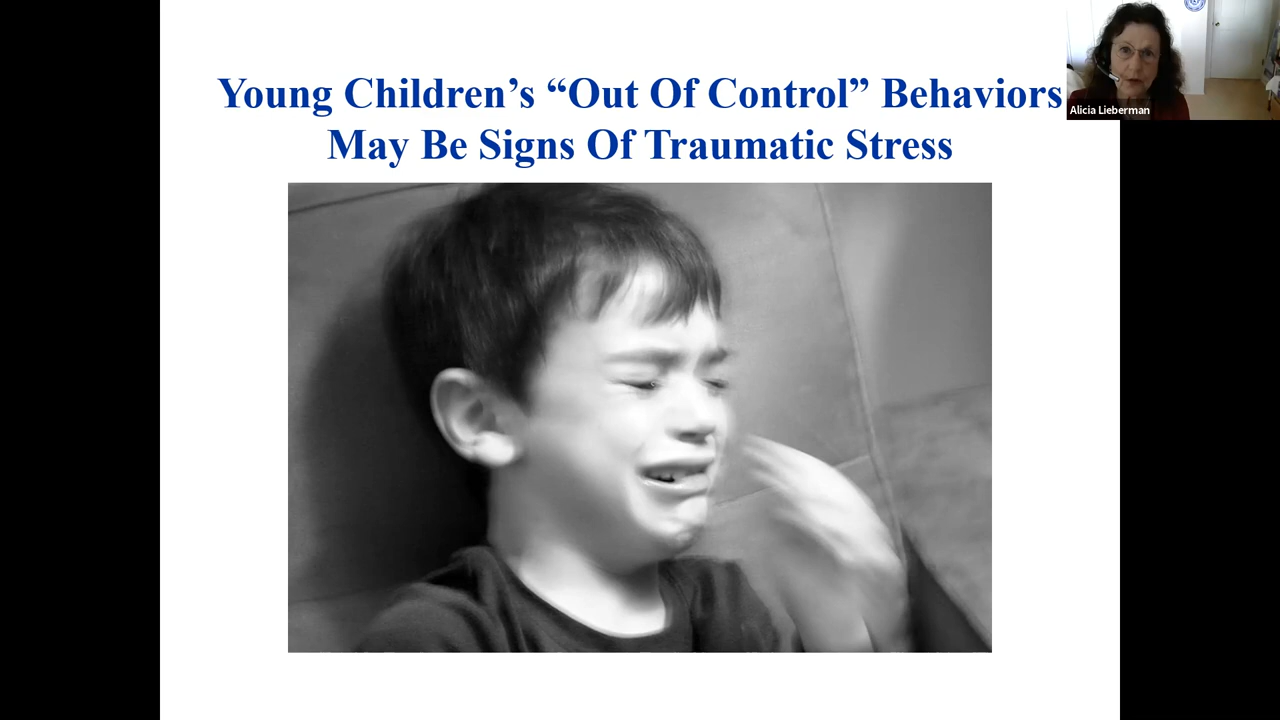 Young Children’s “Out Of Control” Behaviors
May Be Signs Of Traumatic Stress
Alicia Lieberman